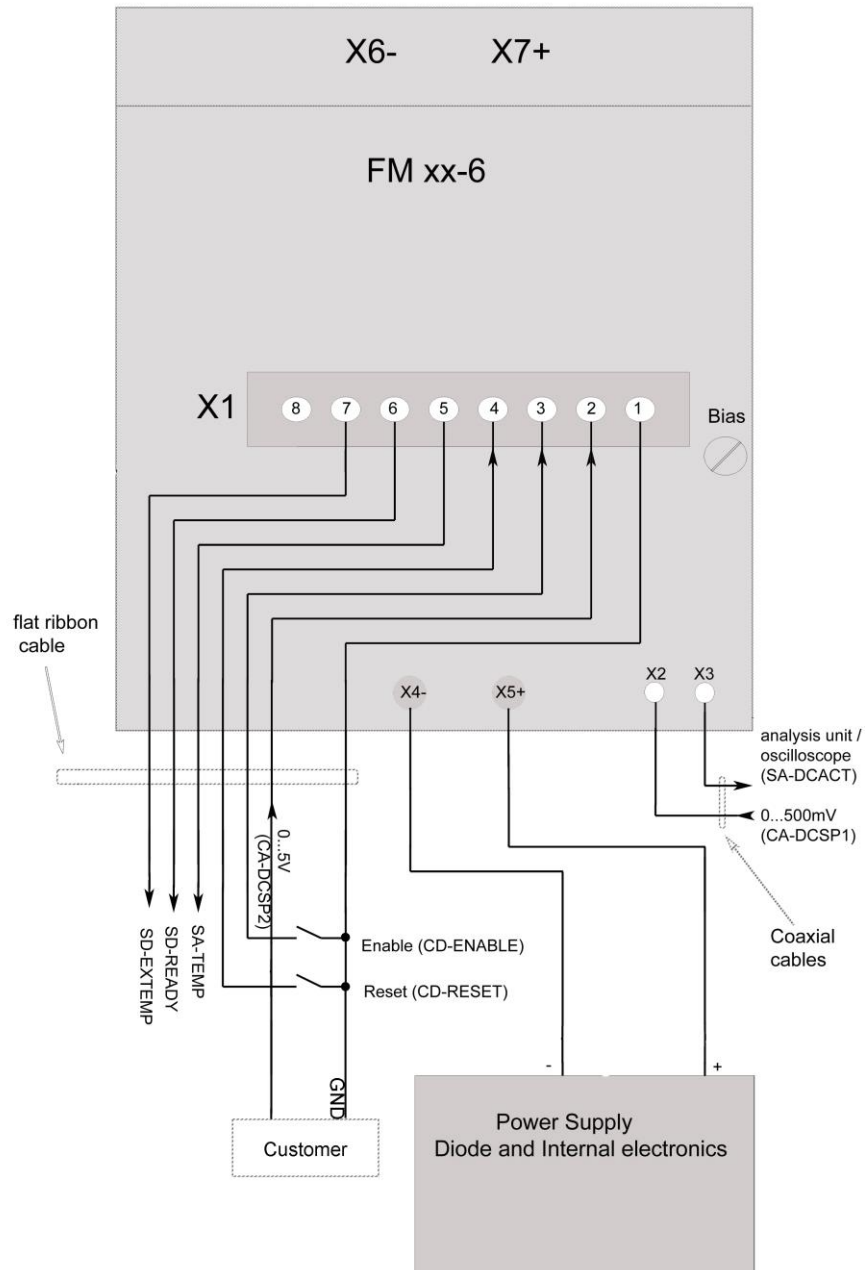 X6- X7+
FM xx-6
X1
8 7 6 5 4 3 2 1
Bias
flat ribbon
cable
X4- X5+
X2 X3
analysis unit /
oscilloscope
(SA-DCACT)
0...500mV
(CA-DCSP1)
Coaxial
cables
0...5V
(CA-DCSP2)
SD-EXTEMP
SD-READY
SA-TEMP
Enable (CD-ENABLE)
Reset (CD-RESET)
GND
Customer
- +
Power Supply
Diode and Internal electronics